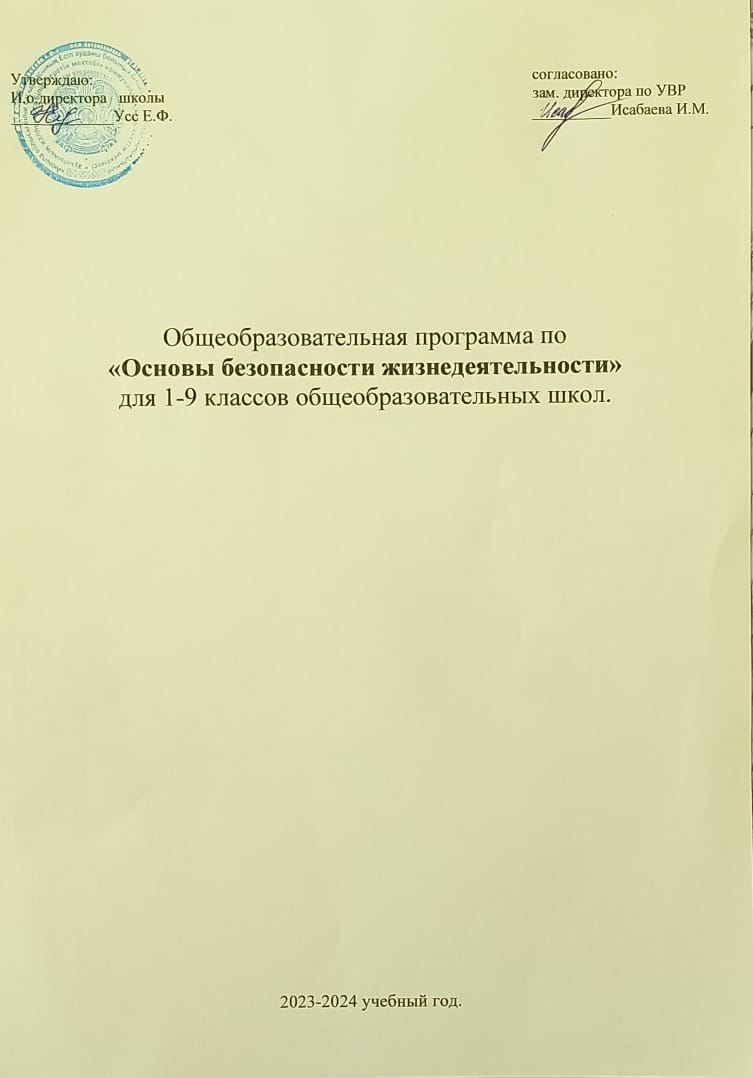 Утверждаю:
И.о.директора школы
Усс Е.Ф.
согласовано:
зам. директора по УВР
Исабаева И.М.
Общеобразовательная программа по
«Основы безопасности жизнедеятельности»
для 1-9 классов общеобразовательных школ.
2023-2024 учебный год.